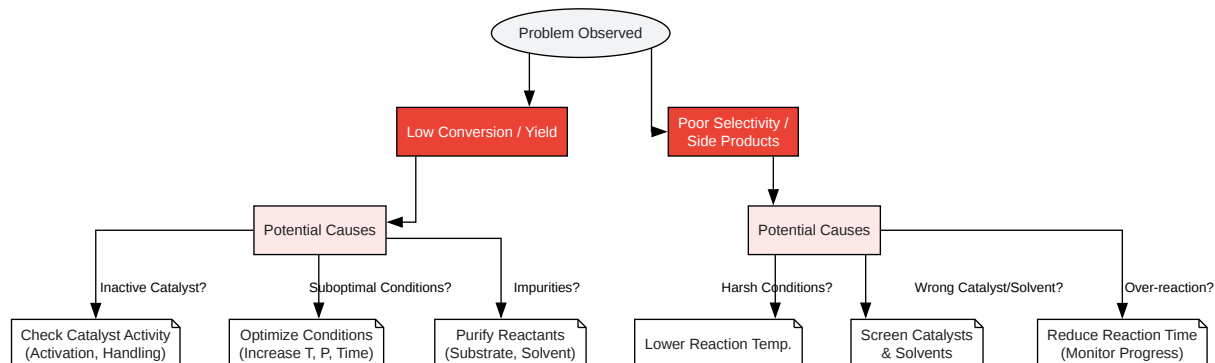 Problem Observed
Low Conversion / Yield
Poor Selectivity /
Side Products
Potential Causes
Potential Causes
Inactive Catalyst?
Suboptimal Conditions?
Impurities?
Harsh Conditions?
Wrong Catalyst/Solvent?
Over-reaction?
Check Catalyst Activity
(Activation, Handling)
Optimize Conditions
(Increase T, P, Time)
Purify Reactants
(Substrate, Solvent)
Lower Reaction Temp.
Screen Catalysts
& Solvents
Reduce Reaction Time
(Monitor Progress)